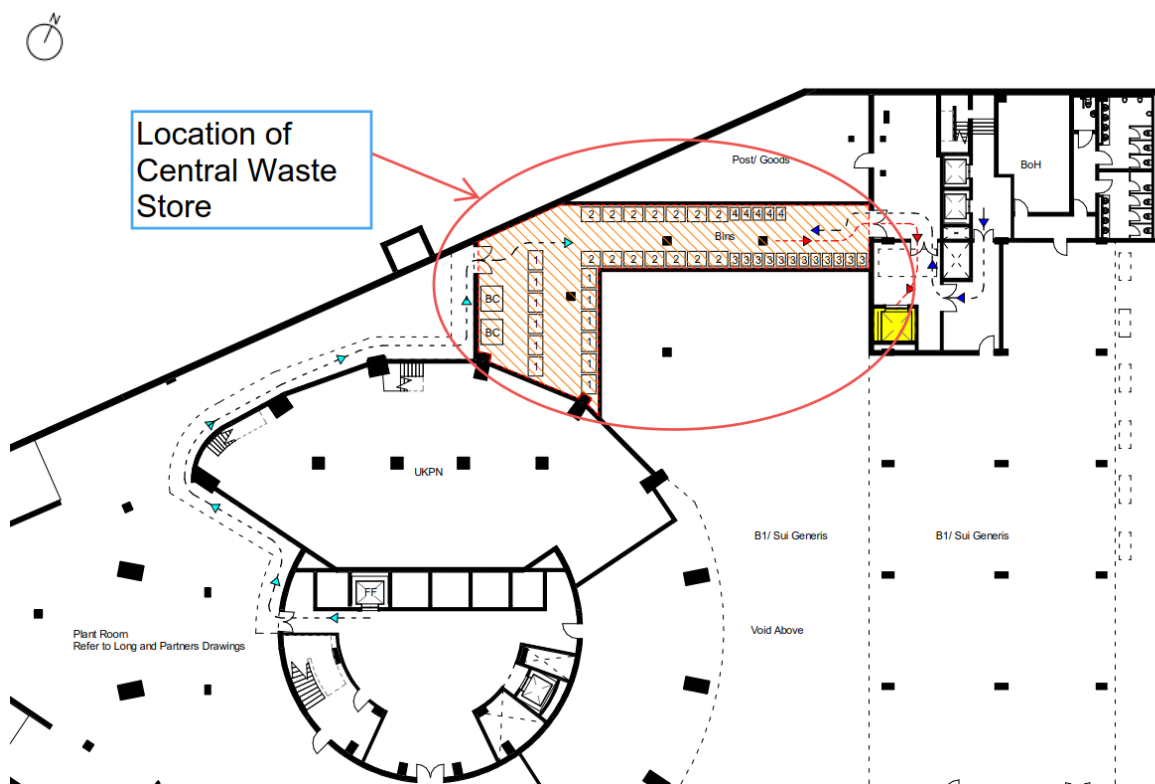 N
Location of
Central Waste
Store
Post/ Goods
BoH
2 2 2 2 2 2 2 4 4 4 4 4
Bins
2 2 2 2 2 2 2 3 3 3 3 3 3 3 3 3 3 3 3
1
1
1
1
1
1
BC
BC
1
1
1
1
1
1
UKPN
B1/ Sui Generis
B1/ Sui Generis
FF
Plant Room
Refer to Long and Partners Drawings
Void Above